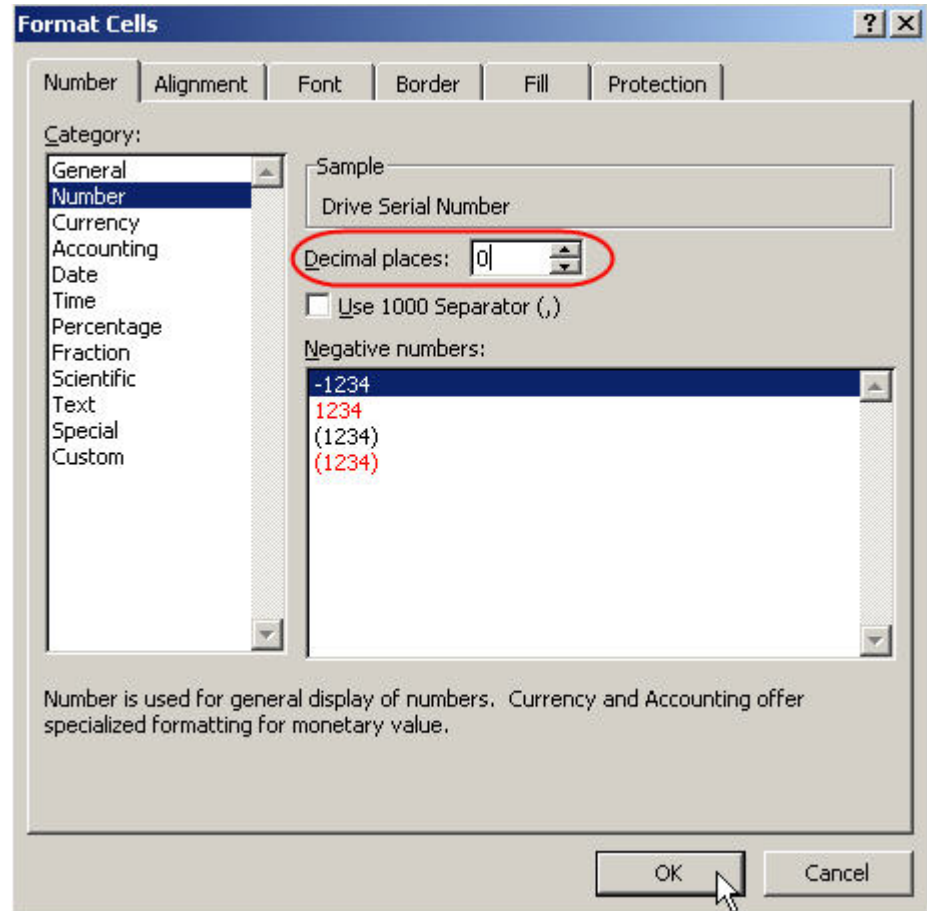 Format Cells
Number Alignment Font Border Fill Protection
Category:
General
Number
Currency
Accounting
Date
Time
Percentage
Fraction
Scientific
Text
Special
Custom
Sample
Drive Serial Number
Decimal places: 0
Use 1000 Separator (,)
Negative numbers:
-1234
1234
(1234)
(1234)
Number is used for general display of numbers. Currency and Accounting offer
specialized formatting for monetary value.
OK Cancel